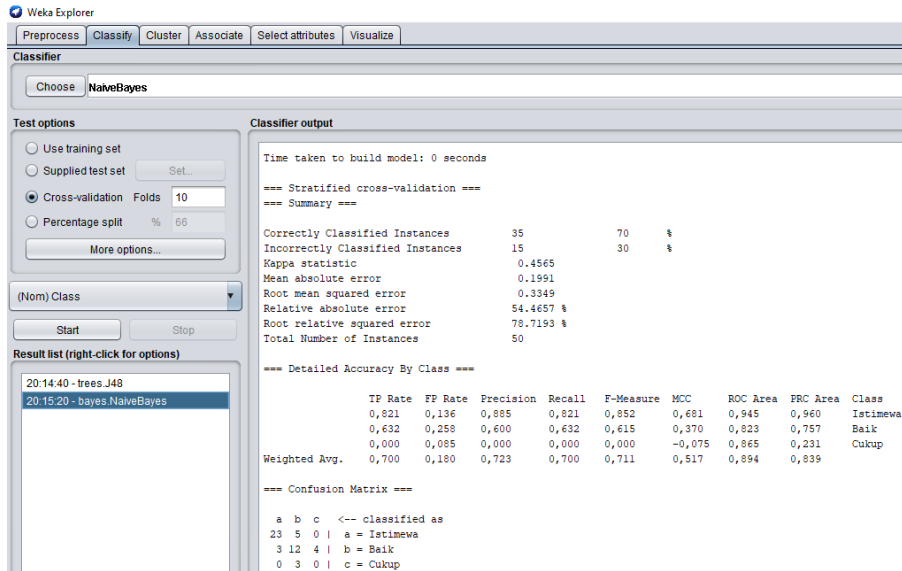 Weka Explorer
Preprocess Classify Cluster Associate Select attributes Visualize
Classifier
Choose NaiveBayes
Test options
Use training set
Supplied test set Set...
Cross-validation Folds 10
Percentage split % 66
More options...
(Nom) Class
Start Stop
Result list (right-click for options)
20:14:40 - trees.J48
20:15:20 - bayes.NaiveBayes
Classifier output
Time taken to build model: 0 seconds
=== Stratified cross-validation ===
=== Summary ===
Correctly Classified Instances 35 70 %
Incorrectly Classified Instances 15 30 %
Kappa statistic 0.4565
Mean absolute error 0.1991
Root mean squared error 0.3349
Relative absolute error 54.4657 %
Root relative squared error 78.7193 %
Total Number of Instances 50
=== Detailed Accuracy By Class ===
TP Rate FP Rate Precision Recall F-Measure MCC ROC Area PRC Area Class
0,821 0,136 0,885 0,821 0,852 0,681 0,945 0,960 Istimewa
0,632 0,258 0,600 0,632 0,615 0,370 0,823 0,757 Baik
0,000 0,085 0,000 0,000 0,000 -0,075 0,865 0,231 Cukup
Weighted Avg. 0,700 0,180 0,723 0,700 0,711 0,517 0,894 0,839
=== Confusion Matrix ===
a b c <-- classified as
23 5 0 | a = Istimewa
3 12 4 | b = Baik
0 3 0 | c = Cukup